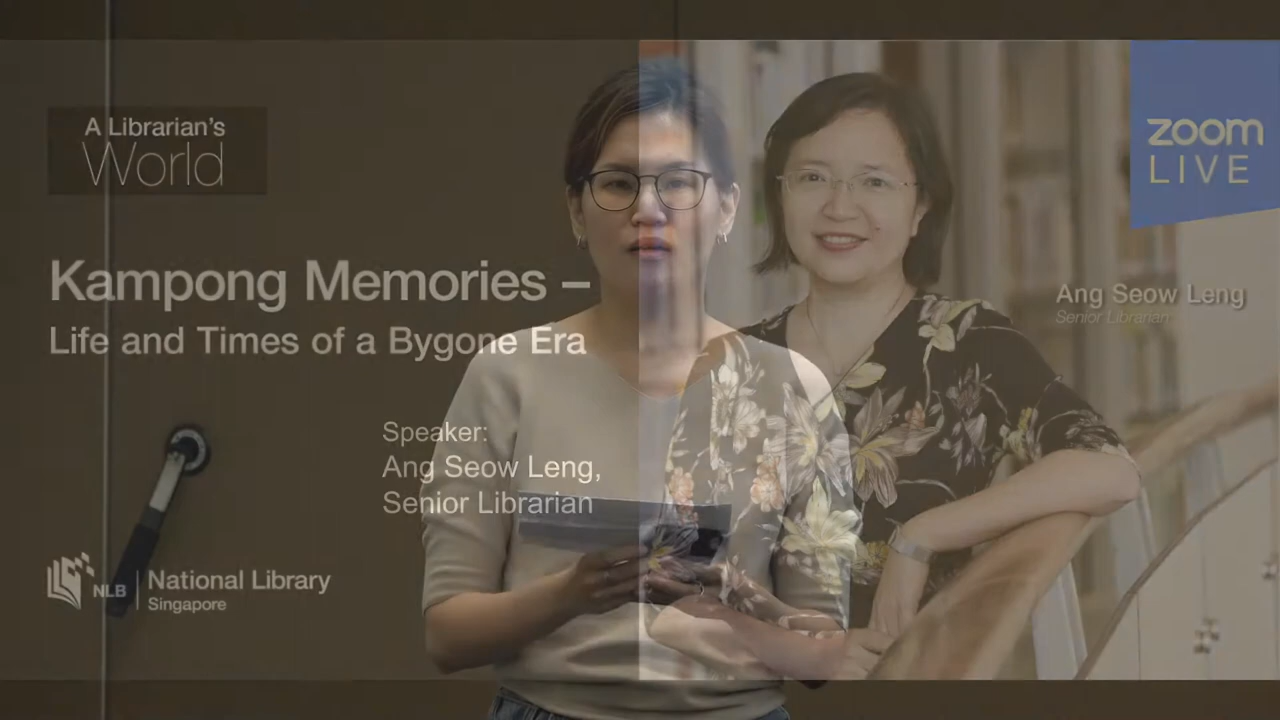 A Librarian's
World
zoom
LIVE
Kampong Memories –
Life and Times of a Bygone Era
Ang Seow Leng
Senior Librarian
Speaker:
Ang Seow Leng,
Senior Librarian
NLB
National Library
Singapore